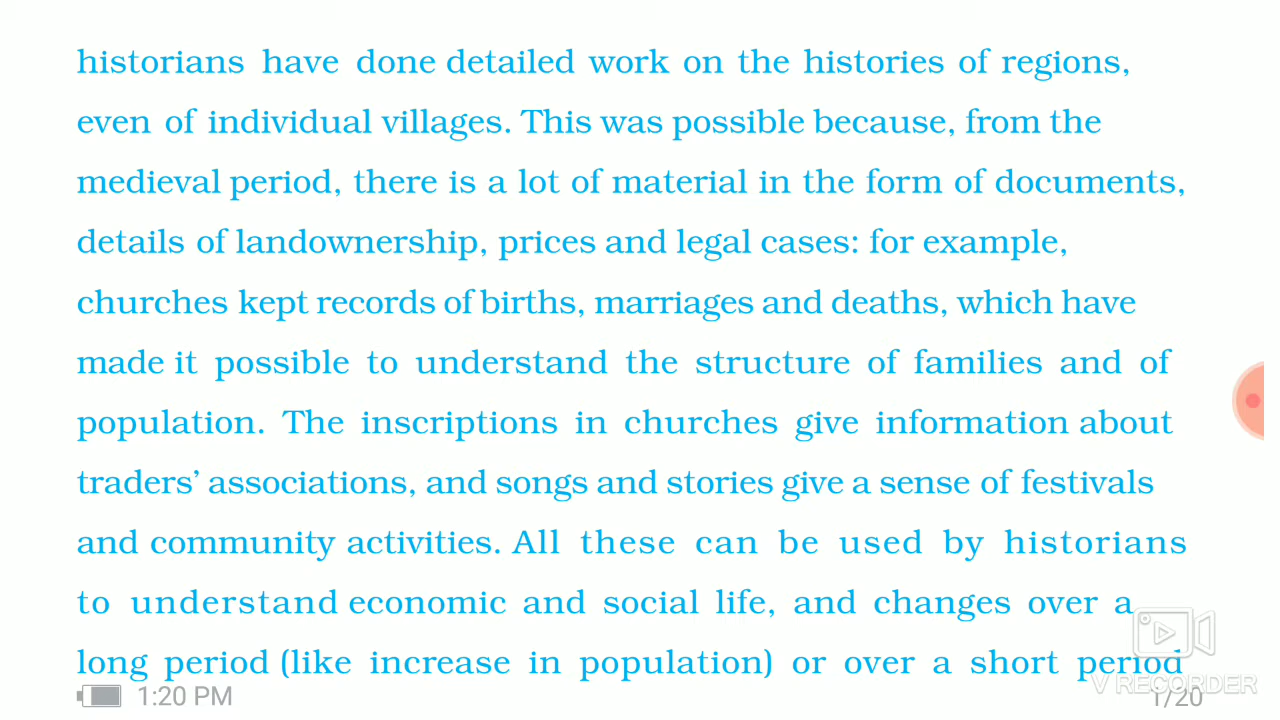 historians have done detailed work on the histories of regions,
even of individual villages. This was possible because, from the
medieval period, there is a lot of material in the form of documents,
details of landownership, prices and legal cases: for example,
churches kept records of births, marriages and deaths, which have
made it possible to understand the structure of families and of
population. The inscriptions in churches give information about
traders’ associations, and songs and stories give a sense of festivals
and community activities. All these can be used by historians
to understand economic and social life, and changes over a
long period (like increase in population) or over a short period
V RECORDER
1:20 PM
1/20